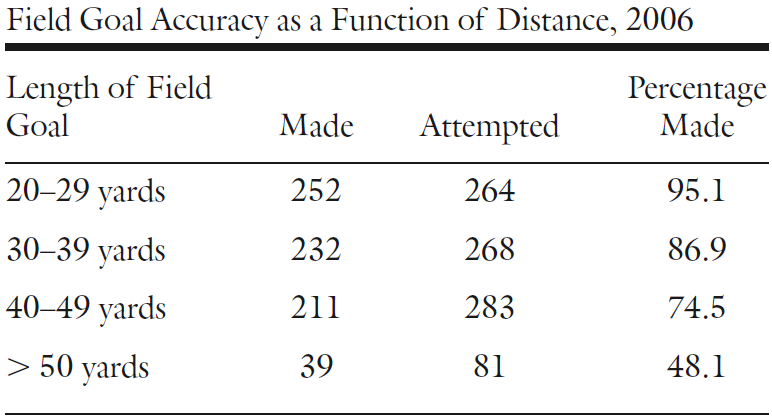 Field Goal Accuracy as a Function of Distance, 2006
Length of Field Goal Made Attempted Percentage Made
20–29 yards 252 264 95.1
30–39 yards 232 268 86.9
40–49 yards 211 283 74.5
> 50 yards 39 81 48.1